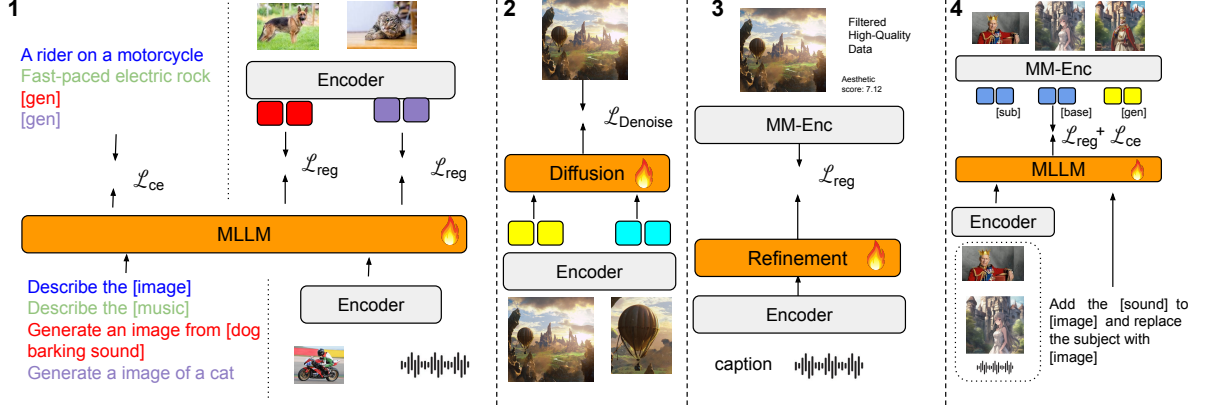 1
A rider on a motorcycle
Fast-paced electric rock
[gen]
[gen]
Encoder
ℒce
ℒreg
ℒreg
MLLM
Describe the [image]
Describe the [music]
Generate an image from [dog
barking sound]
Generate a image of a cat
Encoder
2
ℒDenoise
Diffusion
Encoder
3
Filtered
High-Quality
Data
Aesthetic
score: 7.12
MM-Enc
ℒreg
Refinement
Encoder
caption
4
MM-Enc
[sub]
[base]
[gen]
ℒreg+ ℒce
MLLM
Encoder
Add the [sound] to
[image] and replace
the subject with
[image]